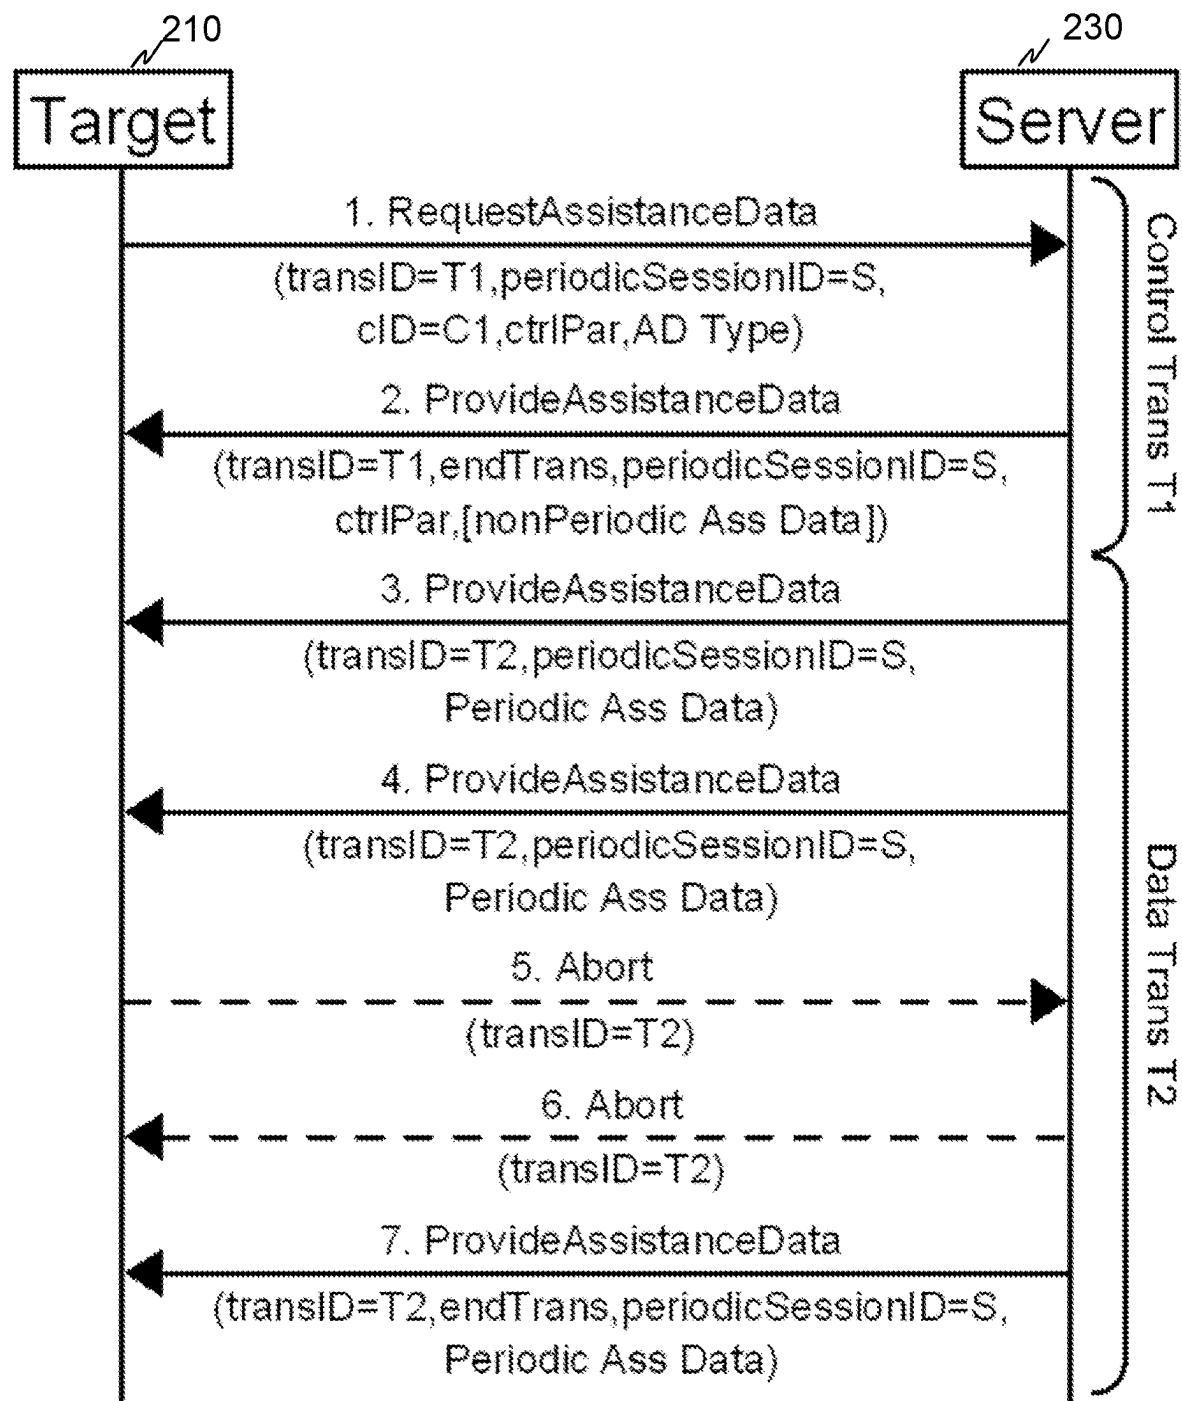 210
230
Target
Server
1. RequestAssistanceData
(transID=T1,periodicSessionID=S,
cID=C1,ctrlPar,AD Type)
2. ProvideAssistanceData
(transID=T1,endTrans,periodicSessionID=S,
ctrlPar,[nonPeriodic Ass Data])
Control Trans T1
3. ProvideAssistanceData
(transID=T2,periodicSessionID=S,
Periodic Ass Data)
4. ProvideAssistanceData
(transID=T2,periodicSessionID=S,
Periodic Ass Data)
5. Abort
(transID=T2)
6. Abort
(transID=T2)
7. ProvideAssistanceData
(transID=T2,endTrans,periodicSessionID=S,
Periodic Ass Data)
Data Trans T2